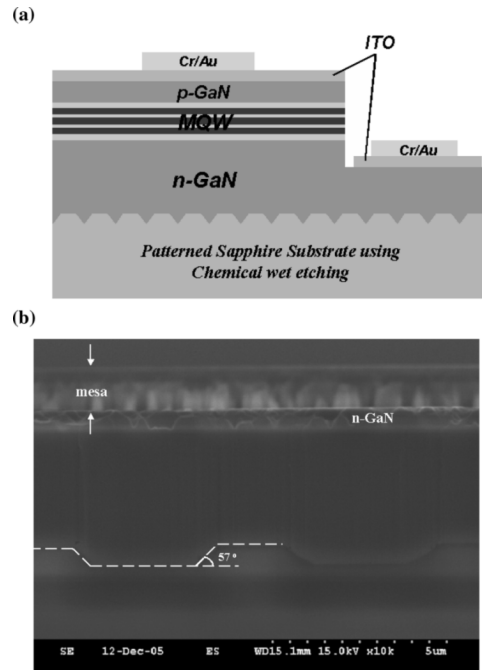 (a)
ITO
Cr/Au
p-GaN
MQW
Cr/Au
n-GaN
Patterned Sapphire Substrate using
Chemical wet etching
(b)
mesa
n-GaN
57°
SE 12-Dec-05 ES WD15.1mm 15.0kV x10k 5um